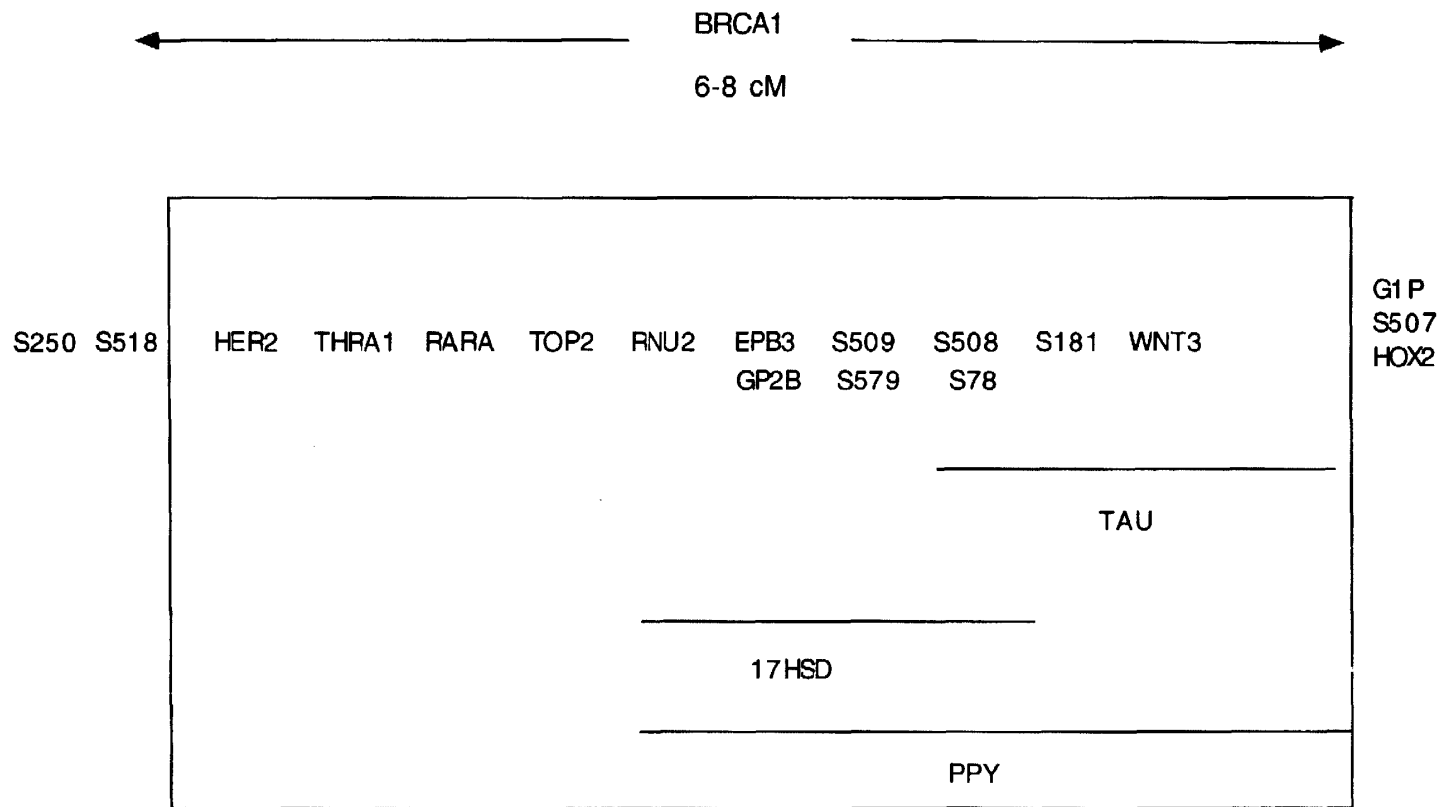 BRCA1
6-8 cM
G1P
S250 S518 HER2 THRA1 RARA TOP2 RNU2 EPB3 S509 S508 S181 WNT3 S507
GP2B S579 S78 HOX2
TAU
17HSD
PPY